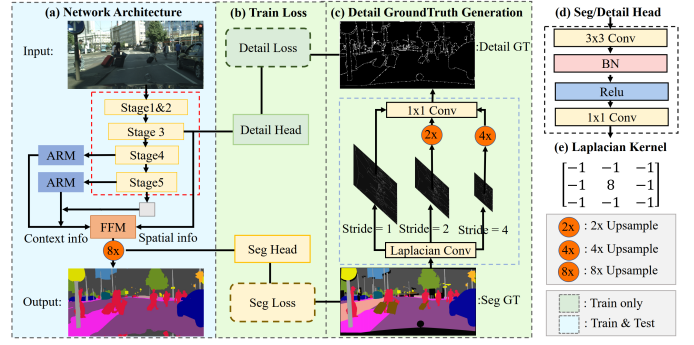 (a) Network Architecture
Input:
Stage1&2
Stage 3
ARM
Stage4
ARM
Stage5
FFM
Context info
Spatial info
8x
Output:
(b) Train Loss
Detail Loss
Detail Head
Seg Head
Seg Loss
(c) Detail GroundTruth Generation
:Detail GT
1x1 Conv
2x
4x
Stride = 1
Stride = 2
Stride = 4
Laplacian Conv
:Seg GT
(d) Seg/Detail Head
3x3 Conv
BN
Relu
1x1 Conv
(e) Laplacian Kernel
−1 −1 −1
−1 8 −1
−1 −1 −1
2x : 2x Upsample
4x : 4x Upsample
8x : 8x Upsample
: Train only
: Train & Test